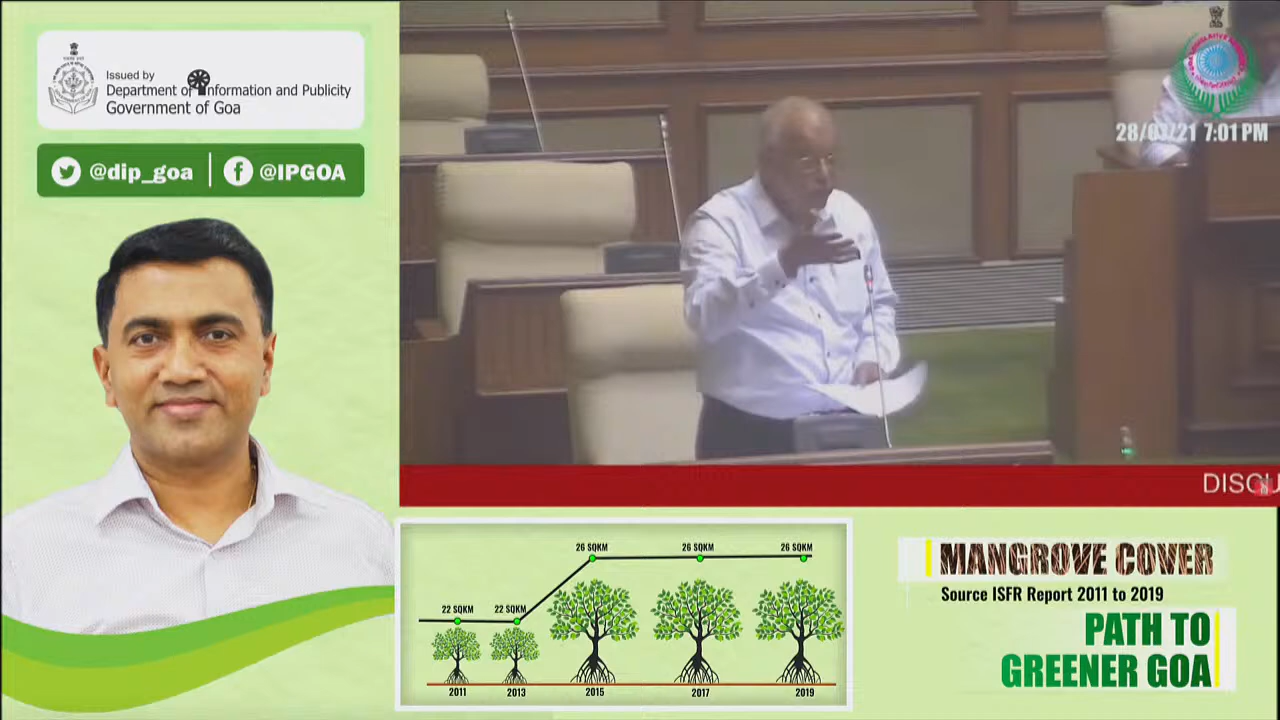 Issued by
Department of Information and Publicity
Government of Goa
@dip_goa
@IPGOA
28/07/21 7:01 PM
DISCU
22 SQKM
22 SQKM
26 SQKM
26 SQKM
26 SQKM
2011
2013
2015
2017
2019
MANGROVE COVER
Source ISFR Report 2011 to 2019
PATH TO
GREENER GOA